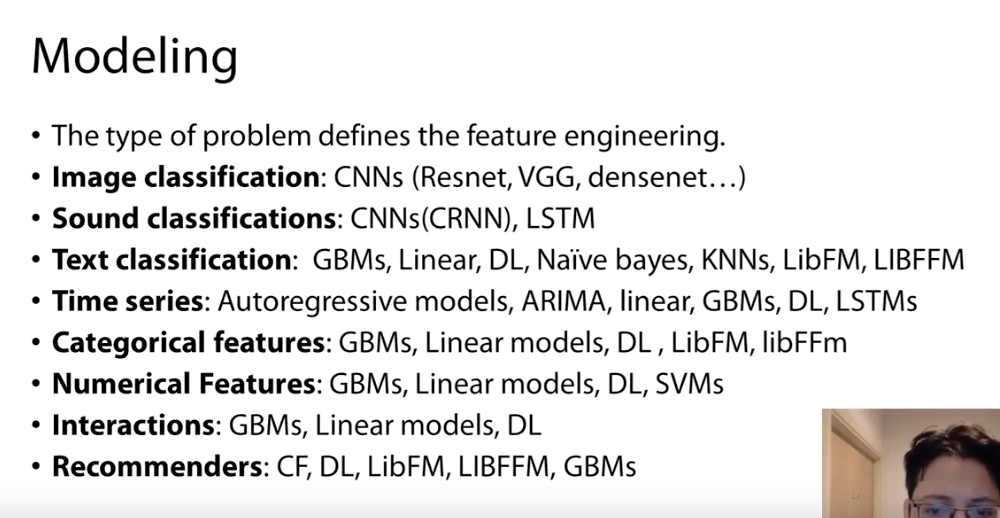 Modeling
• The type of problem defines the feature engineering.
• Image classification: CNNs (Resnet, VGG, densenet…)
• Sound classifications: CNNs(CRNN), LSTM
• Text classification:  GBMs, Linear, DL, Naïve bayes, KNNs, LibFM, LIBFFM
• Time series: Autoregressive models, ARIMA, linear, GBMs, DL, LSTMs
• Categorical features: GBMs, Linear models, DL , LibFM, libFFm
• Numerical Features: GBMs, Linear models, DL, SVMs
• Interactions: GBMs, Linear models, DL
• Recommenders: CF, DL, LibFM, LIBFFM, GBMs